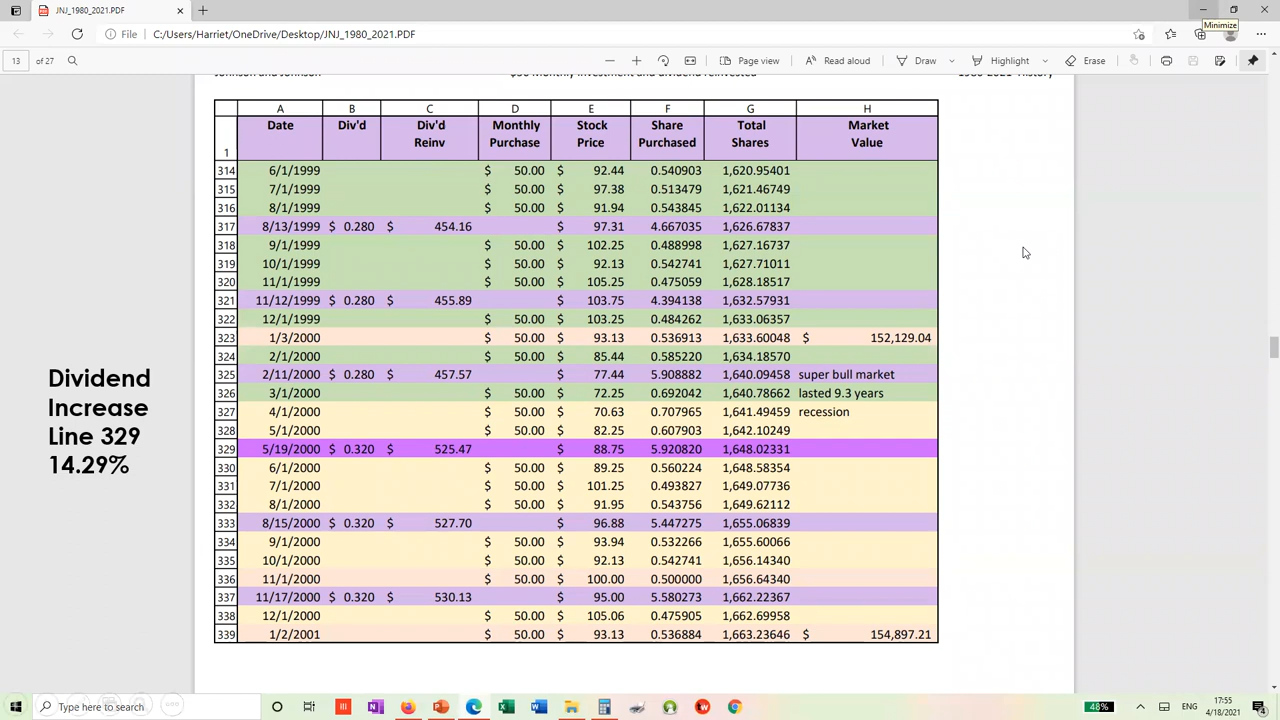 JNJ_1980_2021.PDF
Minimize
File C:/Users/Harriet/OneDrive/Desktop/JNJ_1980_2021.PDF
13 of 27 Page view Read aloud Draw Highlight Erase
Johnson and Johnson $50 Monthly Investment and dividend reinvested 1980-2021 History
A B C D E F G H
1 Date Div'd Div'd Reinv Monthly Purchase Stock Price Share Purchased Total Shares Market Value
314 6/1/1999 $ 50.00 $ 92.44 0.540903 1,620.95401
315 7/1/1999 $ 50.00 $ 97.38 0.513479 1,621.46749
316 8/1/1999 $ 50.00 $ 91.94 0.543845 1,622.01134
317 8/13/1999 $ 0.280 $ 454.16 $ 97.31 4.667035 1,626.67837
318 9/1/1999 $ 50.00 $ 102.25 0.488998 1,627.16737
319 10/1/1999 $ 50.00 $ 92.13 0.542741 1,627.71011
320 11/1/1999 $ 50.00 $ 105.25 0.475059 1,628.18517
321 11/12/1999 $ 0.280 $ 455.89 $ 103.75 4.394138 1,632.57931
322 12/1/1999 $ 50.00 $ 103.25 0.484262 1,633.06357
323 1/3/2000 $ 50.00 $ 93.13 0.536913 1,633.60048 $ 152,129.04
324 2/1/2000 $ 50.00 $ 85.44 0.585220 1,634.18570
325 2/11/2000 $ 0.280 $ 457.57 $ 77.44 5.908882 1,640.09458 super bull market
326 3/1/2000 $ 50.00 $ 72.25 0.692042 1,640.78662 lasted 9.3 years
327 4/1/2000 $ 50.00 $ 70.63 0.707965 1,641.49459 recession
328 5/1/2000 $ 50.00 $ 82.25 0.607903 1,642.10249
329 5/19/2000 $ 0.320 $ 525.47 $ 88.75 5.920820 1,648.02331
330 6/1/2000 $ 50.00 $ 89.25 0.560224 1,648.58354
331 7/1/2000 $ 50.00 $ 101.25 0.493827 1,649.07736
332 8/1/2000 $ 50.00 $ 91.95 0.543756 1,649.62112
333 8/15/2000 $ 0.320 $ 527.70 $ 96.88 5.447275 1,655.06839
334 9/1/2000 $ 50.00 $ 93.94 0.532266 1,655.60066
335 10/1/2000 $ 50.00 $ 92.13 0.542741 1,656.14340
336 11/1/2000 $ 50.00 $ 100.00 0.500000 1,656.64340
337 11/17/2000 $ 0.320 $ 530.13 $ 95.00 5.580273 1,662.22367
338 12/1/2000 $ 50.00 $ 105.06 0.475905 1,662.69958
339 1/2/2001 $ 50.00 $ 93.13 0.536884 1,663.23646 $ 154,897.21
Dividend
Increase
Line 329
14.29%
Type here to search
48% ENG 17:55
4/18/2021 4